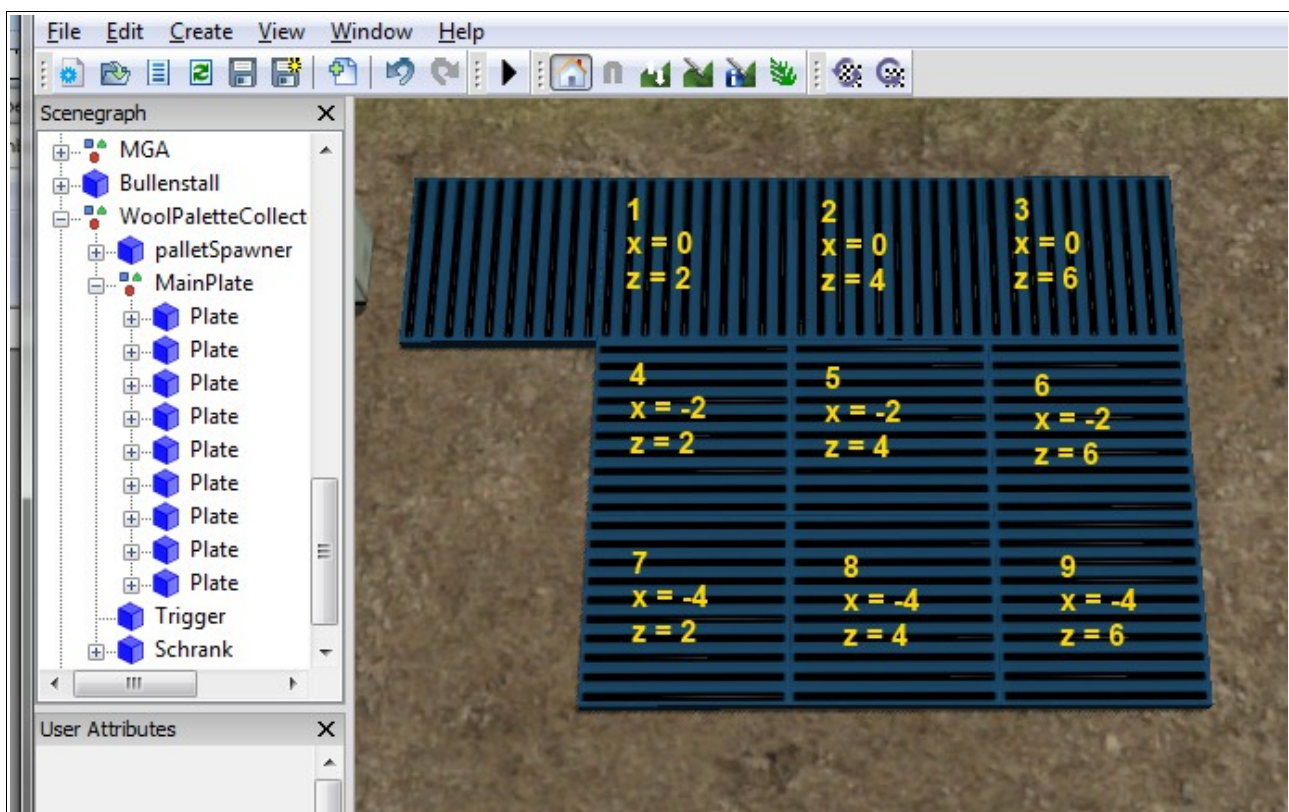 File Edit Create View Window Help
Scenegraph X
MGA
Bullenstall
WoolPaletteCollect
palletSpawner
MainPlate
Plate
Plate
Plate
Plate
Plate
Plate
Plate
Plate
Plate
Trigger
Schrank
User Attributes X
1
x = 0
z = 2
2
x = 0
z = 4
3
x = 0
z = 6
4
x = -2
z = 2
5
x = -2
z = 4
6
x = -2
z = 6
7
x = -4
z = 2
8
x = -4
z = 4
9
x = -4
z = 6